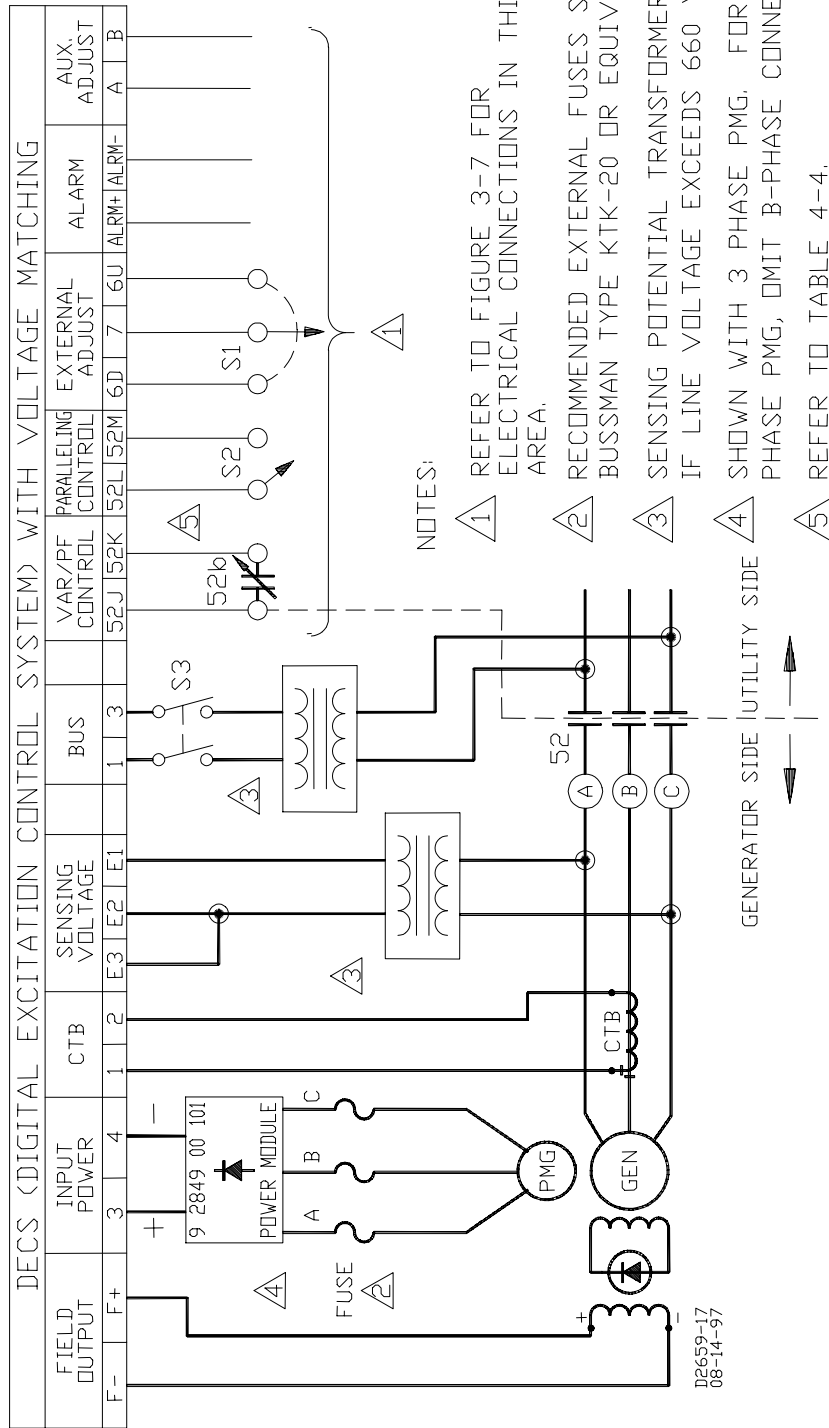 DECS (DIGITAL EXCITATION CONTROL SYSTEM) WITH VOLTAGE MATCHING
FIELD OUTPUT
INPUT POWER
CTB
SENSING VOLTAGE
BUS
VAR/PF CONTROL
PARALLELING CONTROL
EXTERNAL ADJUST
ALARM
AUX. ADJUST
F- F+ 3 4 1 2 E3 E2 E1 1 3 52J 52K 52L 52M 6D 7 6U ALRM+ ALRM- A B
+ −
9 2849 00 101
POWER MODULE
A B C
4
FUSE
2
PMG
GEN
CTB
3
3
S3
52b
5
S2
S1
1
52
A
B
C
+
-
GENERATOR SIDE
UTILITY SIDE
D2659-17
08-14-97
NOTES:
1 REFER TO FIGURE 3-7 FOR
ELECTRICAL CONNECTIONS IN THI
AREA.
2 RECOMMENDED EXTERNAL FUSES S
BUSSMAN TYPE KTK-20 OR EQUIV
3 SENSING POTENTIAL TRANSFORMER
IF LINE VOLTAGE EXCEEDS 660
4 SHOWN WITH 3 PHASE PMG. FOR
PHASE PMG, OMIT B-PHASE CONNE
5 REFER TO TABLE 4-4.